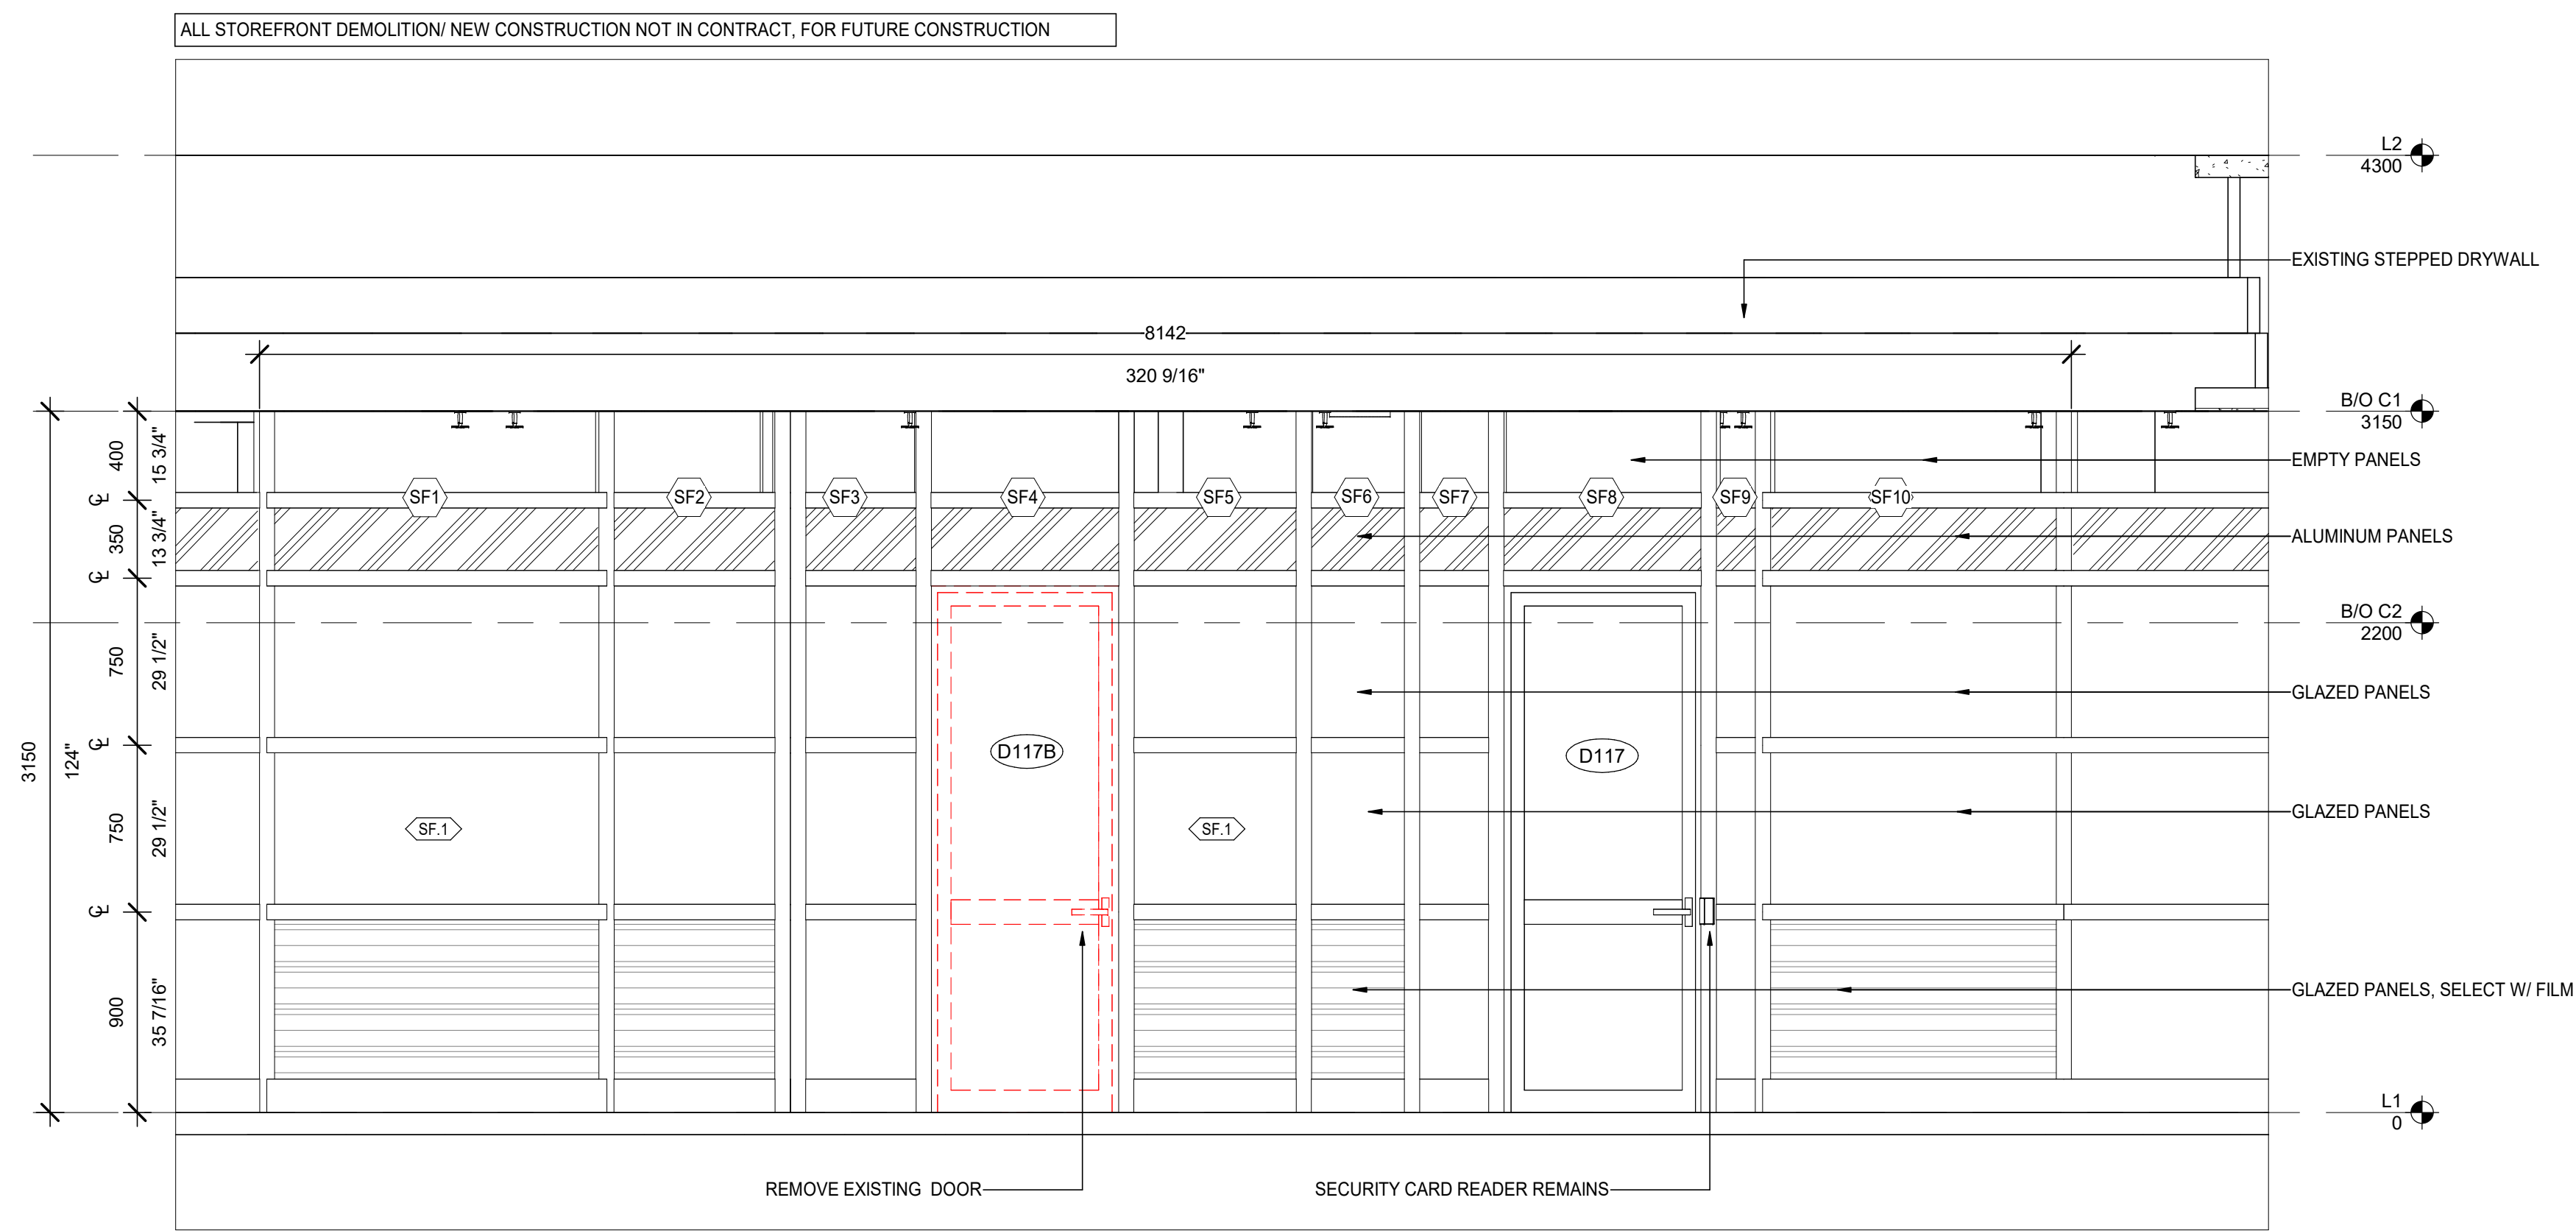 ALL STOREFRONT DEMOLITION/ NEW CONSTRUCTION NOT IN CONTRACT, FOR FUTURE CONSTRUCTION
L2
4300
EXISTING STEPPED DRYWALL
8142
320 9/16"
B/O C1
3150
400
15 3/4"
EMPTY PANELS
CL
SF1
SF2
SF3
SF4
SF5
SF6
SF7
SF8
SF9
SF10
350
13 3/4"
ALUMINUM PANELS
CL
B/O C2
2200
750
29 1/2"
GLAZED PANELS
3150
124"
CL
D117B
D117
750
29 1/2"
GLAZED PANELS
SF.1
SF.1
CL
900
35 7/16"
GLAZED PANELS, SELECT W/ FILM
L1
0
REMOVE EXISTING DOOR
SECURITY CARD READER REMAINS